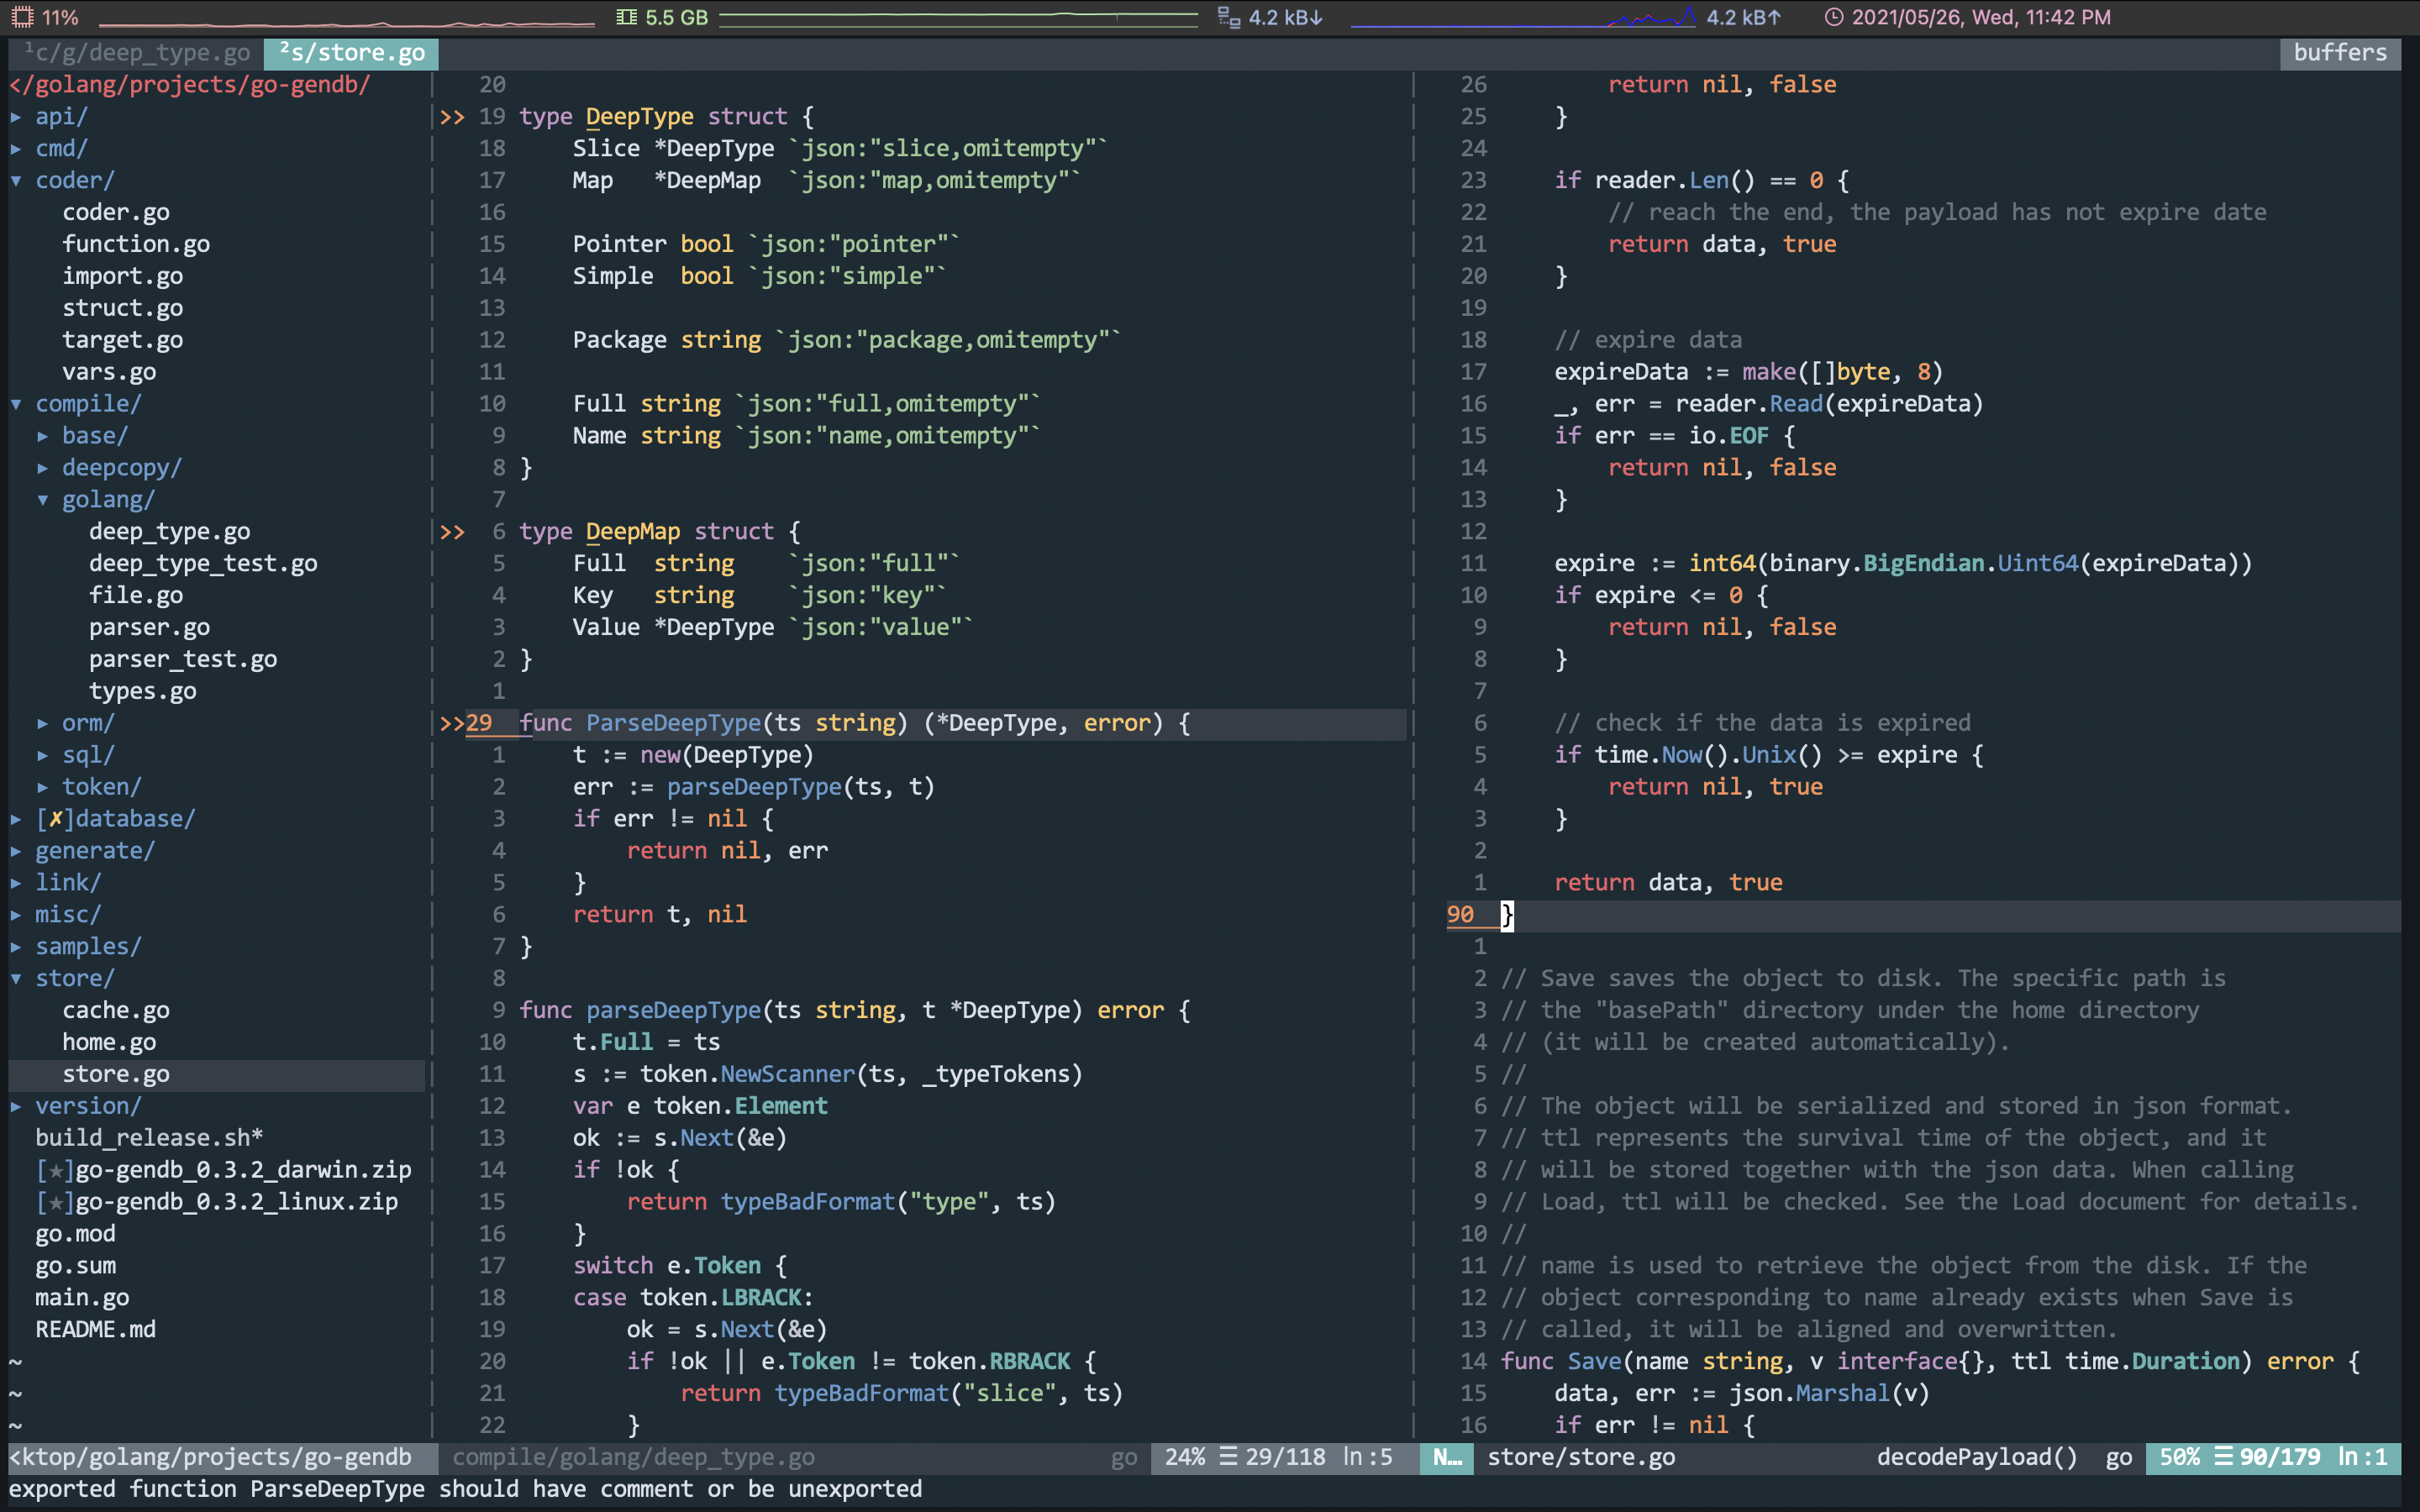 11% 5.5 GB 4.2 kB↓ 4.2 kB↑ 2021/05/26, Wed, 11:42 PM
¹c/g/deep_type.go ²s/store.go buffers
</golang/projects/go-gendb/
▸ api/
▸ cmd/
▾ coder/
coder.go
function.go
import.go
struct.go
target.go
vars.go
▾ compile/
▸ base/
▸ deepcopy/
▾ golang/
deep_type.go
deep_type_test.go
file.go
parser.go
parser_test.go
types.go
▸ orm/
▸ sql/
▸ token/
▸ [✗]database/
▸ generate/
▸ link/
▸ misc/
▸ samples/
▾ store/
cache.go
home.go
store.go
▸ version/
build_release.sh*
[★]go-gendb_0.3.2_darwin.zip
[★]go-gendb_0.3.2_linux.zip
go.mod
go.sum
main.go
README.md
~
~
~
<ktop/golang/projects/go-gendb
20
>> 19 type DeepType struct {
18     Slice *DeepType `json:"slice,omitempty"`
17     Map   *DeepMap  `json:"map,omitempty"`
16
15     Pointer bool `json:"pointer"`
14     Simple  bool `json:"simple"`
13
12     Package string `json:"package,omitempty"`
11
10     Full string `json:"full,omitempty"`
9     Name string `json:"name,omitempty"`
8 }
7
>> 6 type DeepMap struct {
5     Full  string    `json:"full"`
4     Key   string    `json:"key"`
3     Value *DeepType `json:"value"`
2 }
1
>>29 func ParseDeepType(ts string) (*DeepType, error) {
1     t := new(DeepType)
2     err := parseDeepType(ts, t)
3     if err != nil {
4         return nil, err
5     }
6     return t, nil
7 }
8
9 func parseDeepType(ts string, t *DeepType) error {
10     t.Full = ts
11     s := token.NewScanner(ts, _typeTokens)
12     var e token.Element
13     ok := s.Next(&e)
14     if !ok {
15         return typeBadFormat("type", ts)
16     }
17     switch e.Token {
18     case token.LBRACK:
19         ok = s.Next(&e)
20         if !ok || e.Token != token.RBRACK {
21             return typeBadFormat("slice", ts)
22         }
compile/golang/deep_type.go go 24% ☰ 29/118 ln:5
26         return nil, false
25     }
24
23     if reader.Len() == 0 {
22         // reach the end, the payload has not expire date
21         return data, true
20     }
19
18     // expire data
17     expireData := make([]byte, 8)
16     _, err = reader.Read(expireData)
15     if err == io.EOF {
14         return nil, false
13     }
12
11     expire := int64(binary.BigEndian.Uint64(expireData))
10     if expire <= 0 {
9         return nil, false
8     }
7
6     // check if the data is expired
5     if time.Now().Unix() >= expire {
4         return nil, true
3     }
2
1     return data, true
90 }
1
2 // Save saves the object to disk. The specific path is
3 // the "basePath" directory under the home directory
4 // (it will be created automatically).
5 //
6 // The object will be serialized and stored in json format.
7 // ttl represents the survival time of the object, and it
8 // will be stored together with the json data. When calling
9 // Load, ttl will be checked. See the Load document for details.
10 //
11 // name is used to retrieve the object from the disk. If the
12 // object corresponding to name already exists when Save is
13 // called, it will be aligned and overwritten.
14 func Save(name string, v interface{}, ttl time.Duration) error {
15     data, err := json.Marshal(v)
16     if err != nil {
N… store/store.go decodePayload() go 50% ☰ 90/179 ln:1
exported function ParseDeepType should have comment or be unexported